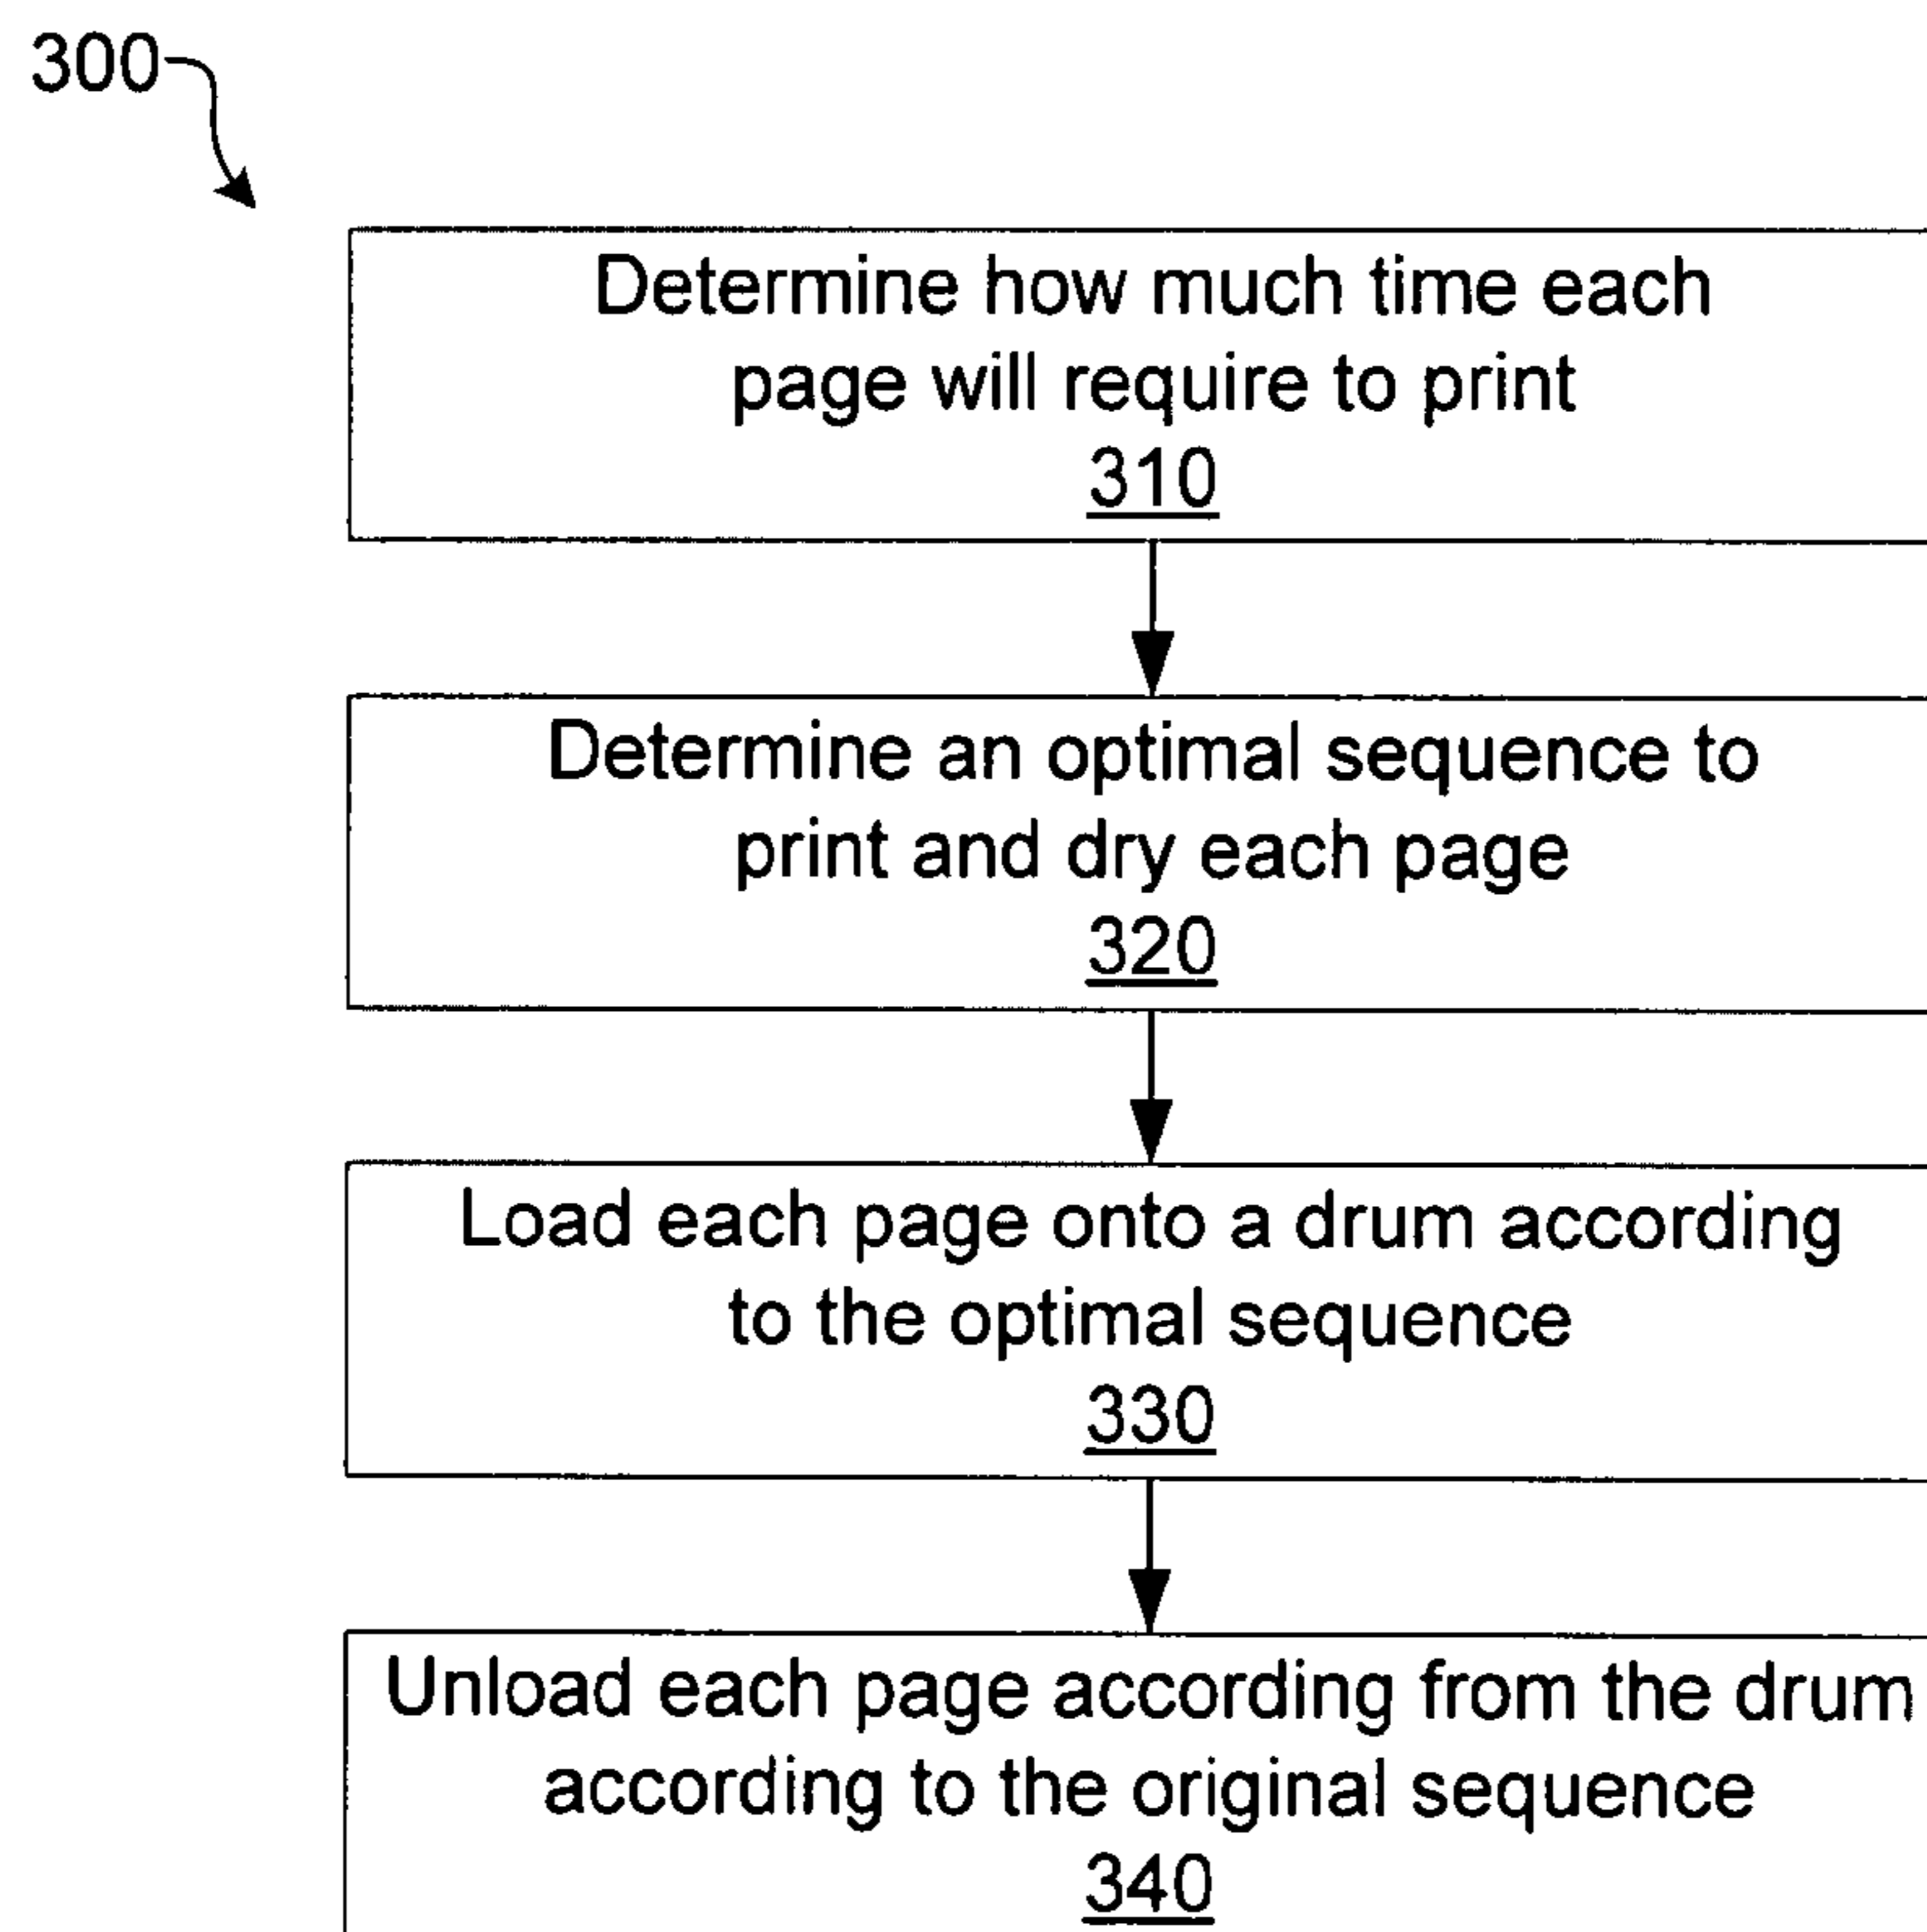 300
Determine how much time each
page will require to print
310
Determine an optimal sequence to
print and dry each page
320
Load each page onto a drum according
to the optimal sequence
330
Unload each page according from the drum
according to the original sequence
340